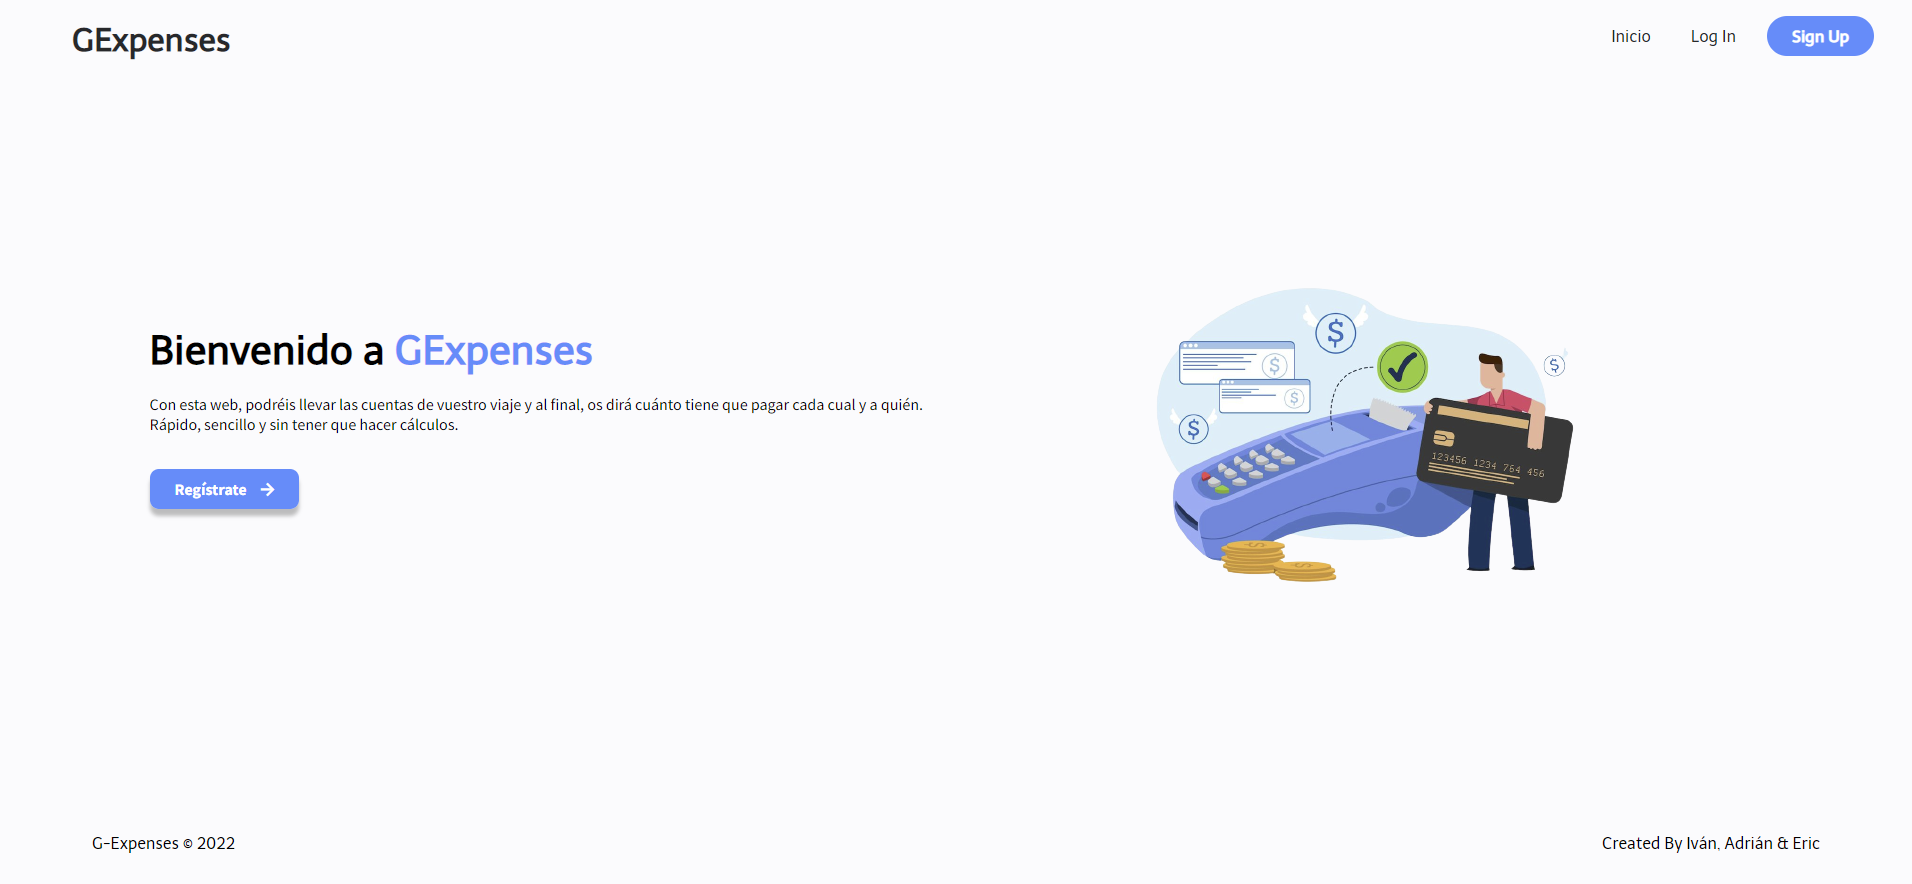 GExpenses
Inicio Log In Sign Up
Bienvenido a GExpenses
Con esta web, podréis llevar las cuentas de vuestro viaje y al final, os dirá cuánto tiene que pagar cada cual y a quién.
Rápido, sencillo y sin tener que hacer cálculos.
Regístrate
$
$
$
$
$
123456 1234 764 456
G-Expenses © 2022
Created By Iván, Adrián & Eric